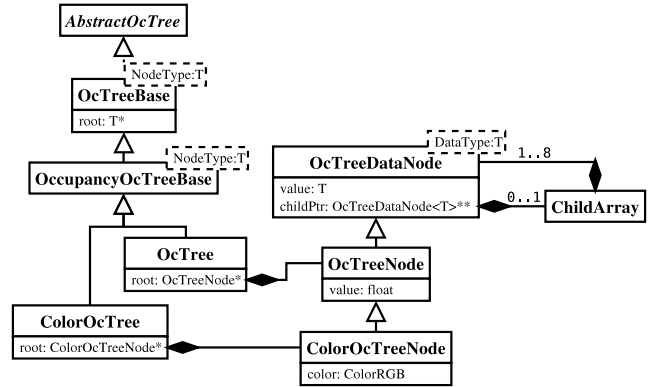 AbstractOcTree
NodeType:T
OcTreeBase
root: T*
NodeType:T
OccupancyOcTreeBase
DataType:T
OcTreeDataNode
value: T
childPtr: OcTreeDataNode<T>**
1..8
0..1
ChildArray
OcTree
root: OcTreeNode*
OcTreeNode
value: float
ColorOcTree
root: ColorOcTreeNode*
ColorOcTreeNode
color: ColorRGB